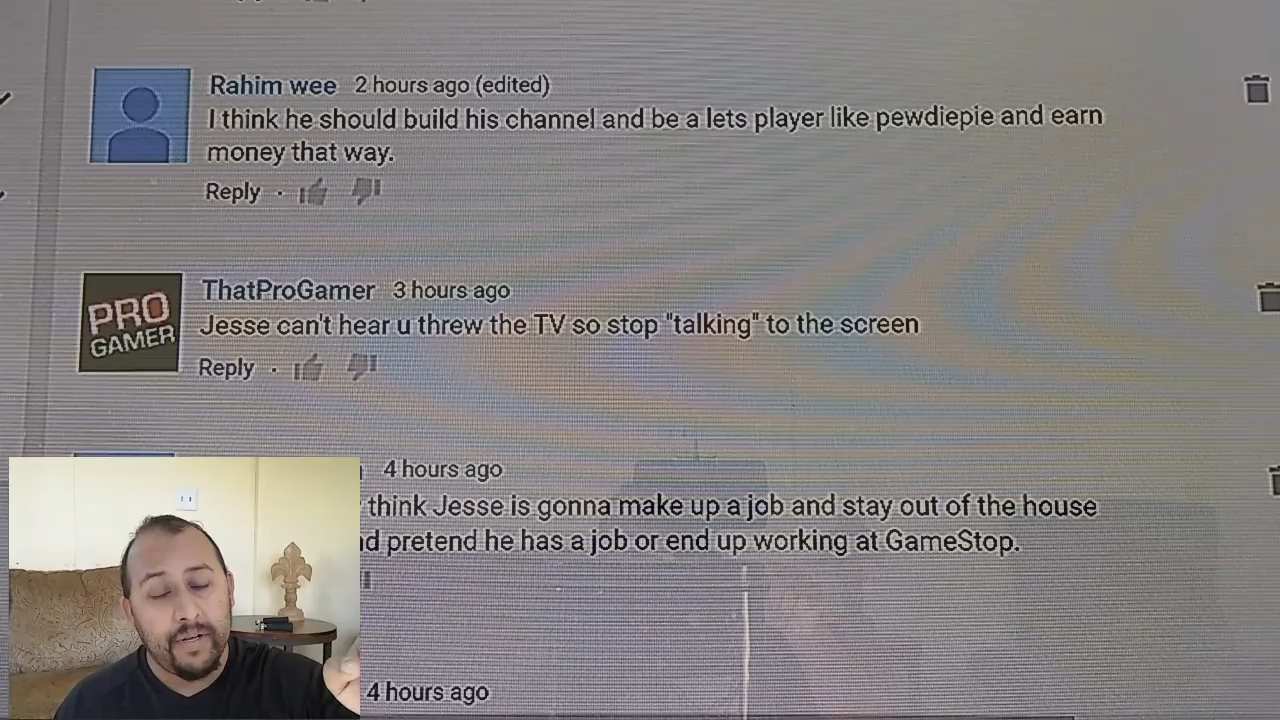 Rahim wee 2 hours ago (edited)
I think he should build his channel and be a lets player like pewdiepie and earn
money that way.
Reply ·
PRO
GAMER
ThatProGamer 3 hours ago
Jesse can't hear u threw the TV so stop "talking" to the screen
Reply ·
4 hours ago
think Jesse is gonna make up a job and stay out of the house
pretend he has a job or end up working at GameStop.
4 hours ago